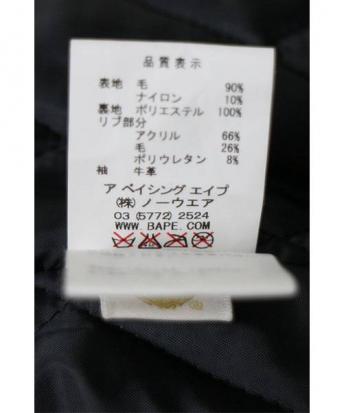 品質表示
表地 毛 90%
ナイロン 10%
裏地 ポリエステル 100%
リブ部分
アクリル 66%
毛 26%
ポリウレタン 8%
袖 牛革
ア ベイシング エイプ
(株) ノーウエア
03 (5772) 2524
WWW.BAPE.COM
®